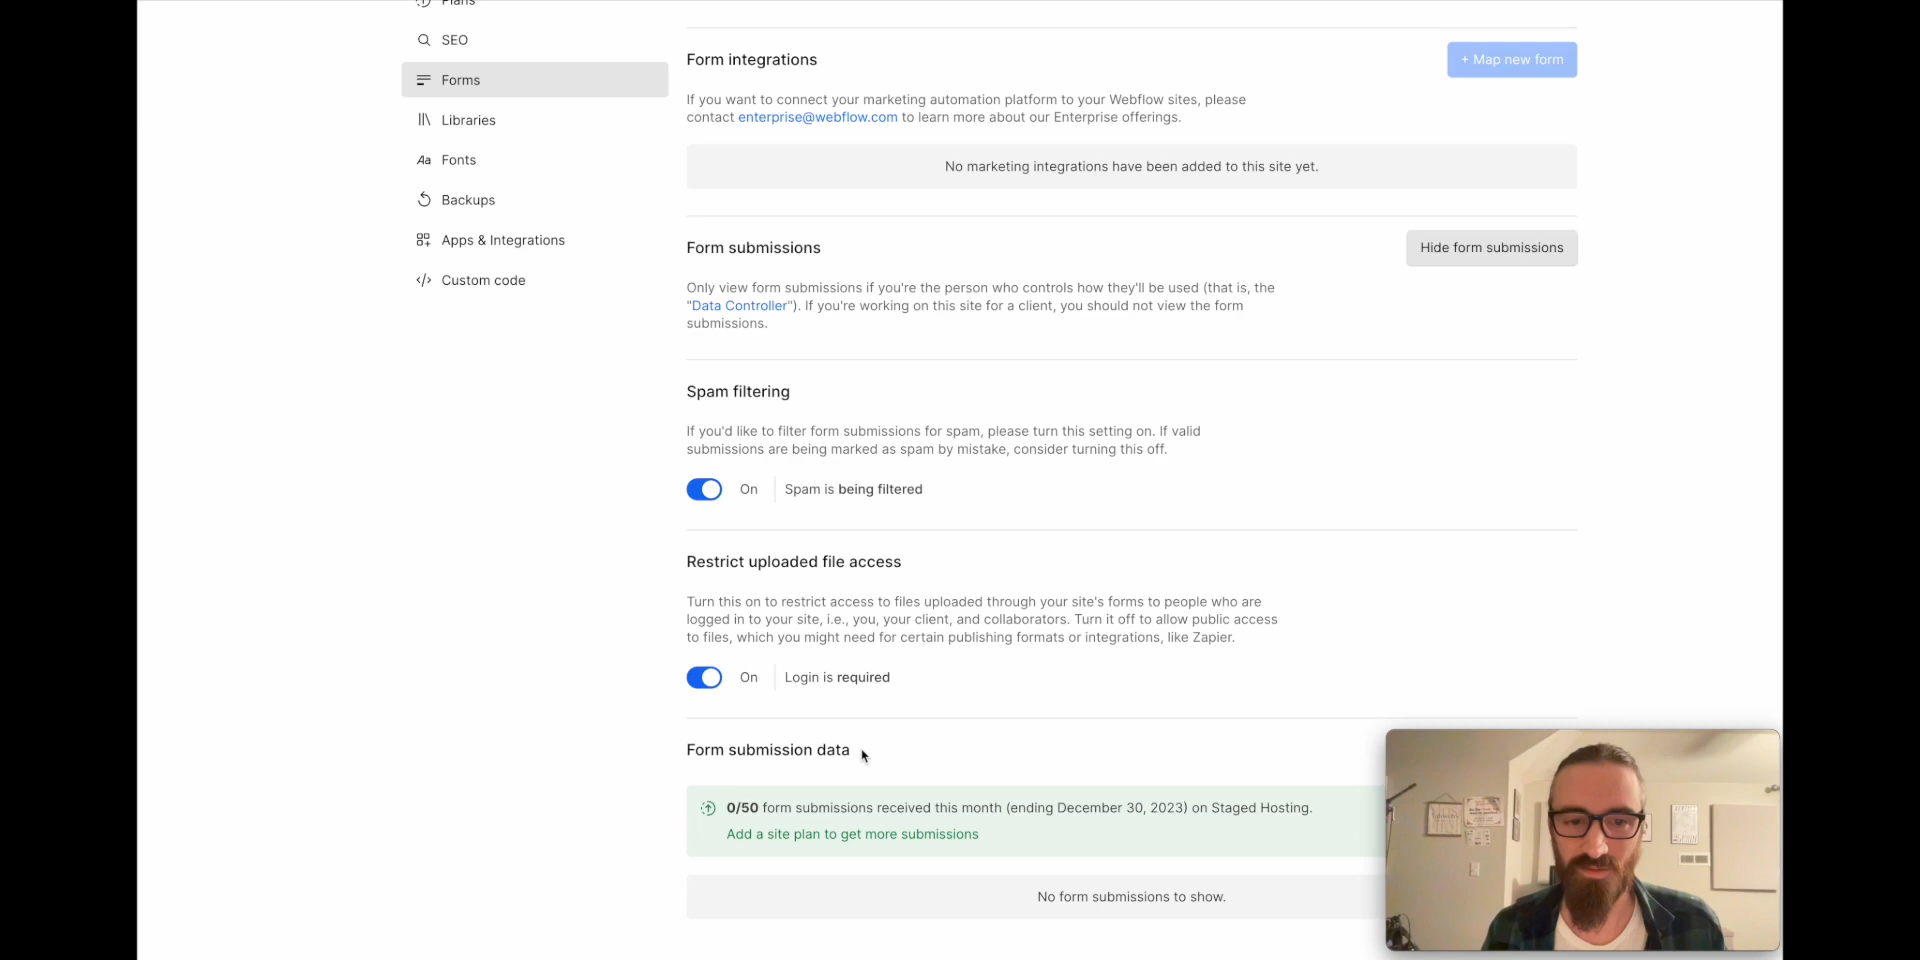 Plans
SEO
Forms
Libraries
Aa Fonts
Backups
Apps & Integrations
</> Custom code
Form integrations
+ Map new form
If you want to connect your marketing automation platform to your Webflow sites, please
contact enterprise@webflow.com to learn more about our Enterprise offerings.
No marketing integrations have been added to this site yet.
Form submissions
Hide form submissions
Only view form submissions if you're the person who controls how they'll be used (that is, the
"Data Controller"). If you're working on this site for a client, you should not view the form
submissions.
Spam filtering
If you'd like to filter form submissions for spam, please turn this setting on. If valid
submissions are being marked as spam by mistake, consider turning this off.
On Spam is being filtered
Restrict uploaded file access
Turn this on to restrict access to files uploaded through your site's forms to people who are
logged in to your site, i.e., you, your client, and collaborators. Turn it off to allow public access
to files, which you might need for certain publishing formats or integrations, like Zapier.
On Login is required
Form submission data
0/50 form submissions received this month (ending December 30, 2023) on Staged Hosting.
Add a site plan to get more submissions
No form submissions to show.